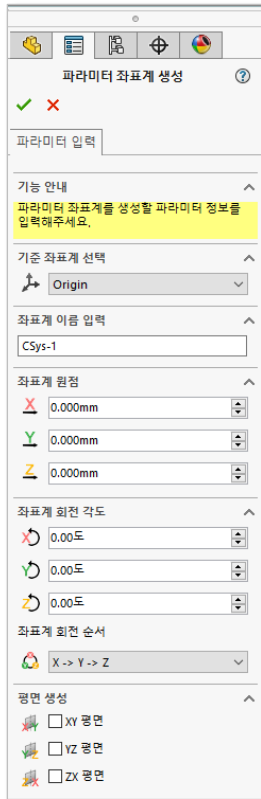 파라미터 좌표계 생성
파라미터 입력
기능 안내
파라미터 좌표계를 생성할 파라미터 정보를
입력해주세요.
기준 좌표계 선택
Origin
좌표계 이름 입력
CSys-1
좌표계 원점
X 0.000mm
Y 0.000mm
Z 0.000mm
좌표계 회전 각도
X 0.00도
Y 0.00도
Z 0.00도
좌표계 회전 순서
X -> Y -> Z
평면 생성
XY 평면
YZ 평면
ZX 평면